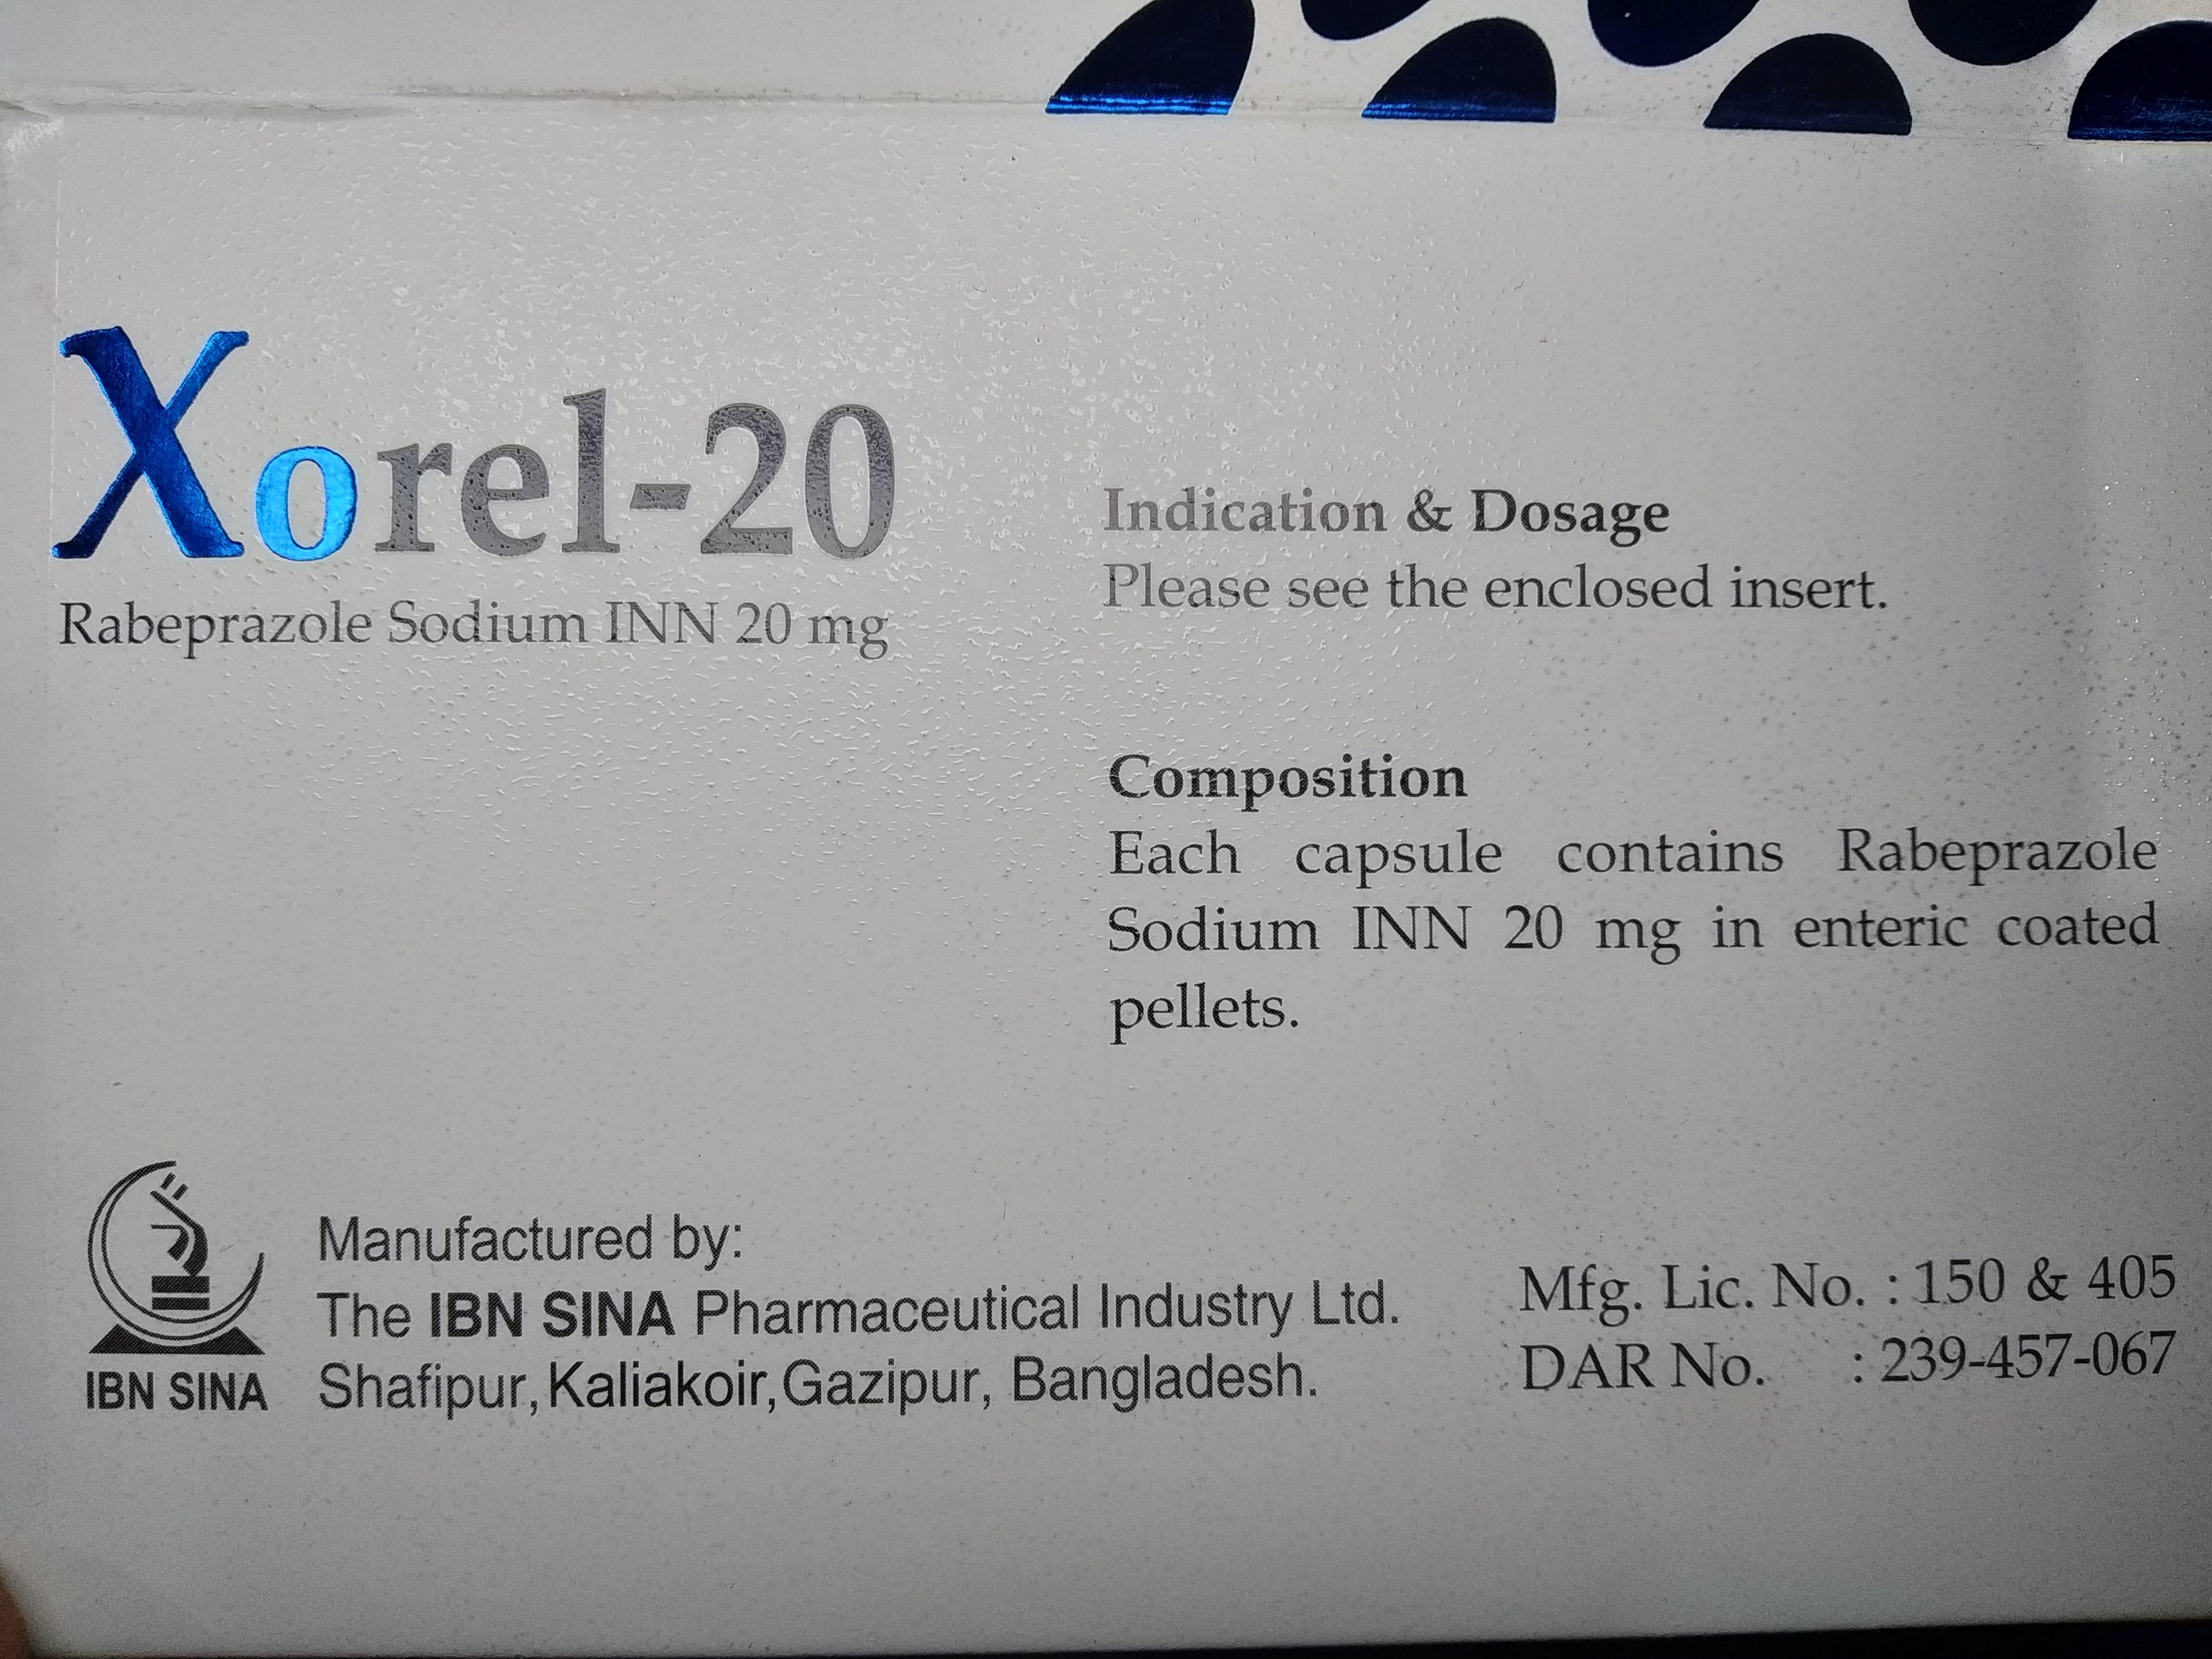 Xorel-20
Rabeprazole Sodium INN 20 mg
Indication & Dosage
Please see the enclosed insert.
Composition
Each capsule contains Rabeprazole
Sodium INN 20 mg in enteric coated
pellets.
IBN SINA
Manufactured by:
The IBN SINA Pharmaceutical Industry Ltd.
Shafipur, Kaliakoir, Gazipur, Bangladesh.
Mfg. Lic. No. : 150 & 405
DAR No. : 239-457-067